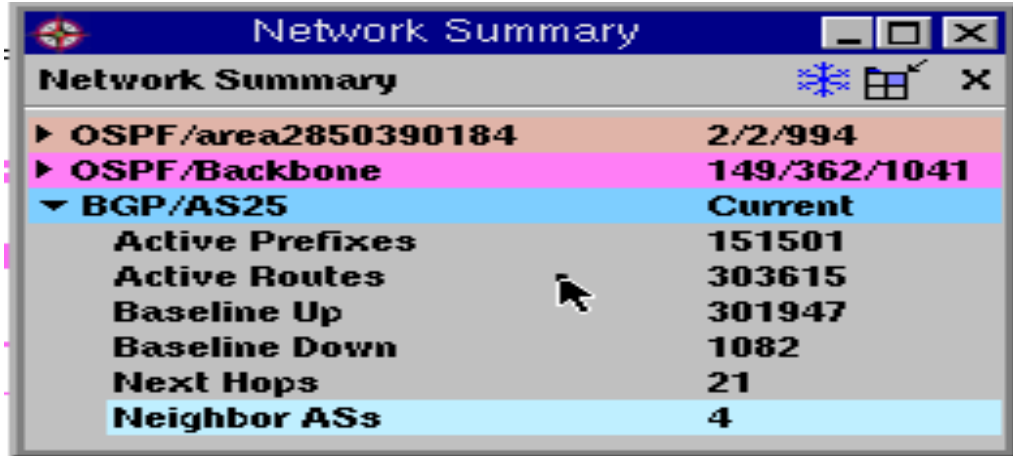 Network Summary
Network Summary
OSPF/area2850390184 2/2/994
OSPF/Backbone 149/362/1041
BGP/AS25 Current
Active Prefixes 151501
Active Routes 303615
Baseline Up 301947
Baseline Down 1082
Next Hops 21
Neighbor ASs 4